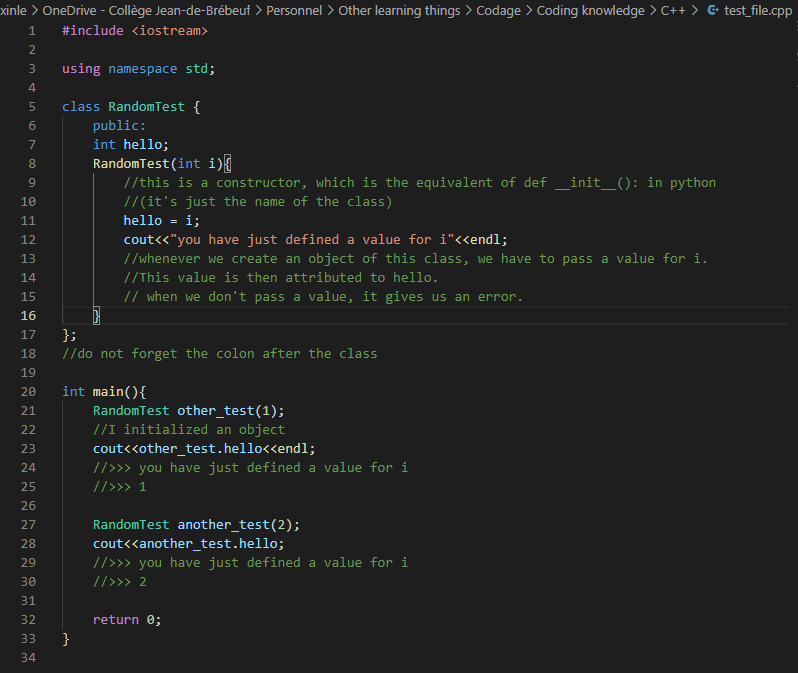 xinle > OneDrive - Collège Jean-de-Brébeuf > Personnel > Other learning things > Codage > Coding knowledge > C++ > test_file.cpp
1 #include <iostream>
2
3 using namespace std;
4
5 class RandomTest {
6     public:
7     int hello;
8     RandomTest(int i){
9         //this is a constructor, which is the equivalent of def __init__(): in python
10         //(it's just the name of the class)
11         hello = i;
12         cout<<"you have just defined a value for i"<<endl;
13         //whenever we create an object of this class, we have to pass a value for i.
14         //This value is then attributed to hello.
15         // when we don't pass a value, it gives us an error.
16     }
17 };
18 //do not forget the colon after the class
19
20 int main(){
21     RandomTest other_test(1);
22     //I initialized an object
23     cout<<other_test.hello<<endl;
24     //>>> you have just defined a value for i
25     //>>> 1
26
27     RandomTest another_test(2);
28     cout<<another_test.hello;
29     //>>> you have just defined a value for i
30     //>>> 2
31
32     return 0;
33 }
34